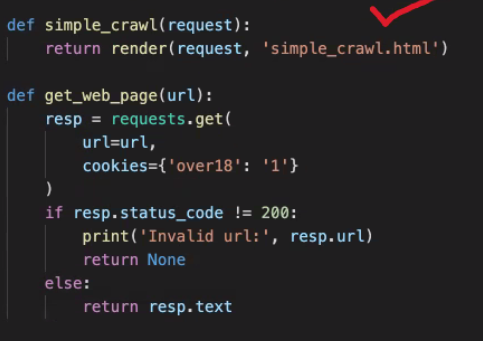 def simple_crawl(request):
    return render(request, 'simple_crawl.html')
def get_web_page(url):
    resp = requests.get(
        url=url,
        cookies={'over18': '1'}
    )
    if resp.status_code != 200:
        print('Invalid url:', resp.url)
        return None
    else:
        return resp.text